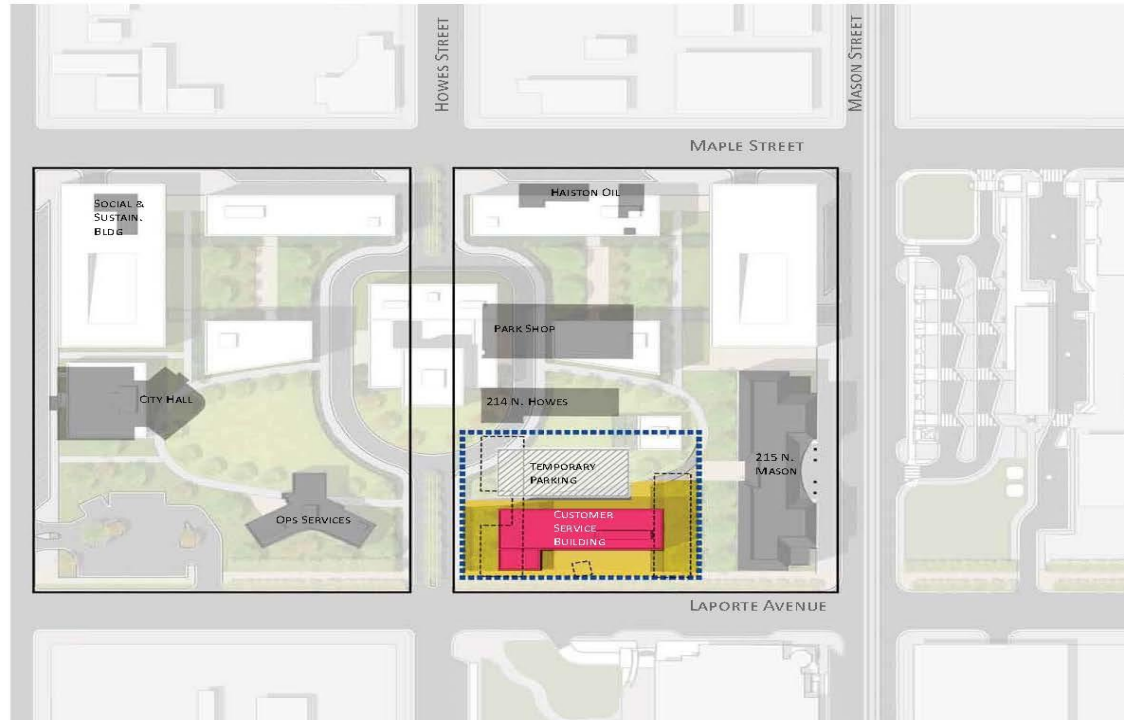 HOWES STREET
MASON STREET
MAPLE STREET
SOCIAL &
SUSTAIN.
BLDG
HAISTON OIL
PARK SHOP
CITY HALL
214 N. HOWES
215 N.
MASON
TEMPORARY
PARKING
OPS SERVICES
CUSTOMER
SERVICE
BUILDING
LAPORTE AVENUE